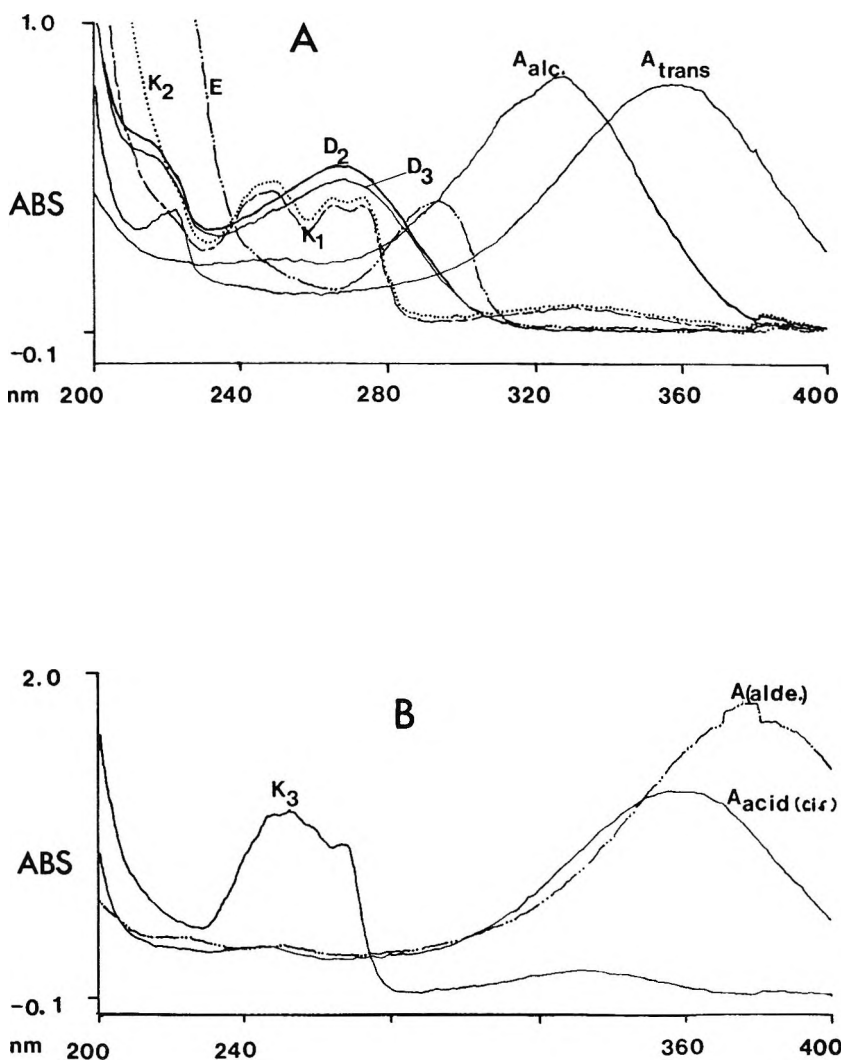 1.0
A
K2
E
Aalc.
Atrans
D2
D3
ABS
K1
-0.1
nm 200 240 280 320 360 400
2.0
B
A(alde.)
K3
Aacid (cis)
ABS
-0.1
nm 200 240 360 400